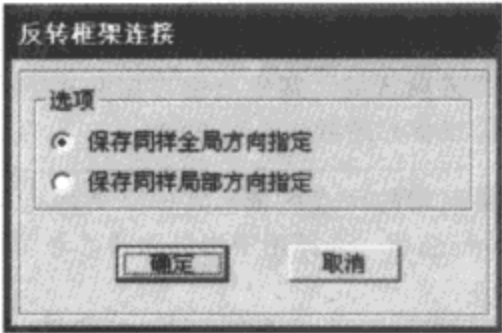 反转框架连接
选项
保存同样全局方向指定
保存同样局部方向指定
确定
取消